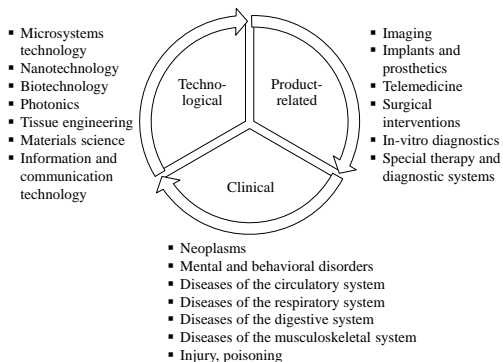 ▪ Microsystems
technology
▪ Nanotechnology
▪ Biotechnology
▪ Photonics
▪ Tissue engineering
▪ Materials science
▪ Information and
communication
technology
Techno-
logical
Product-
related
Clinical
▪ Imaging
▪ Implants and
prosthetics
▪ Telemedicine
▪ Surgical
interventions
▪ In-vitro diagnostics
▪ Special therapy and
diagnostic systems
▪ Neoplasms
▪ Mental and behavioral disorders
▪ Diseases of the circulatory system
▪ Diseases of the respiratory system
▪ Diseases of the digestive system
▪ Diseases of the musculoskeletal system
▪ Injury, poisoning